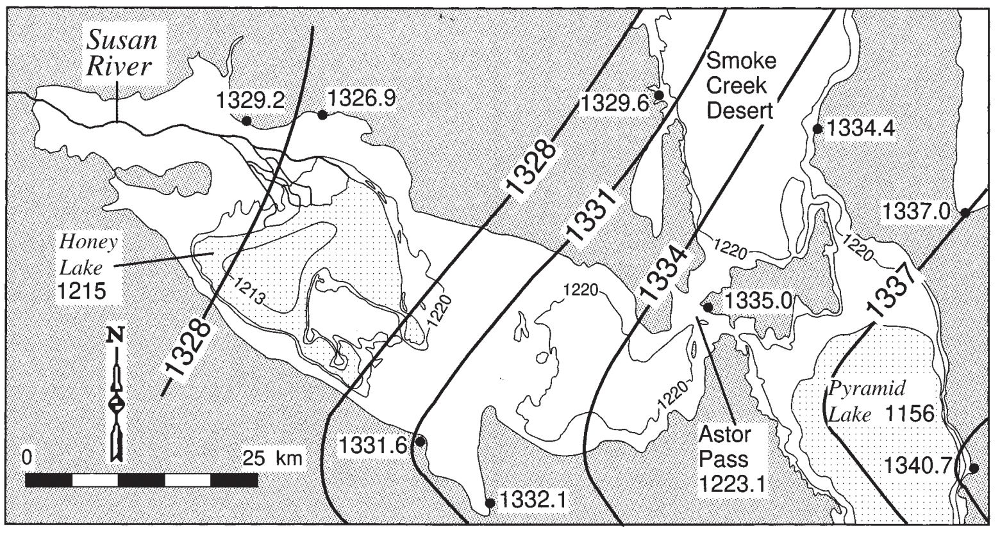 Susan
River
1329.2
1326.9
1329.6
Smoke
Creek
Desert
1334.4
1328
1331
1337.0
Honey
Lake
1215
1213
1220
1220
1334
1337
1220
1335.0
1220
N
1328
1220
Pyramid
Lake 1156
Astor
Pass
1223.1
1331.6
1332.1
1340.7
0
25 km